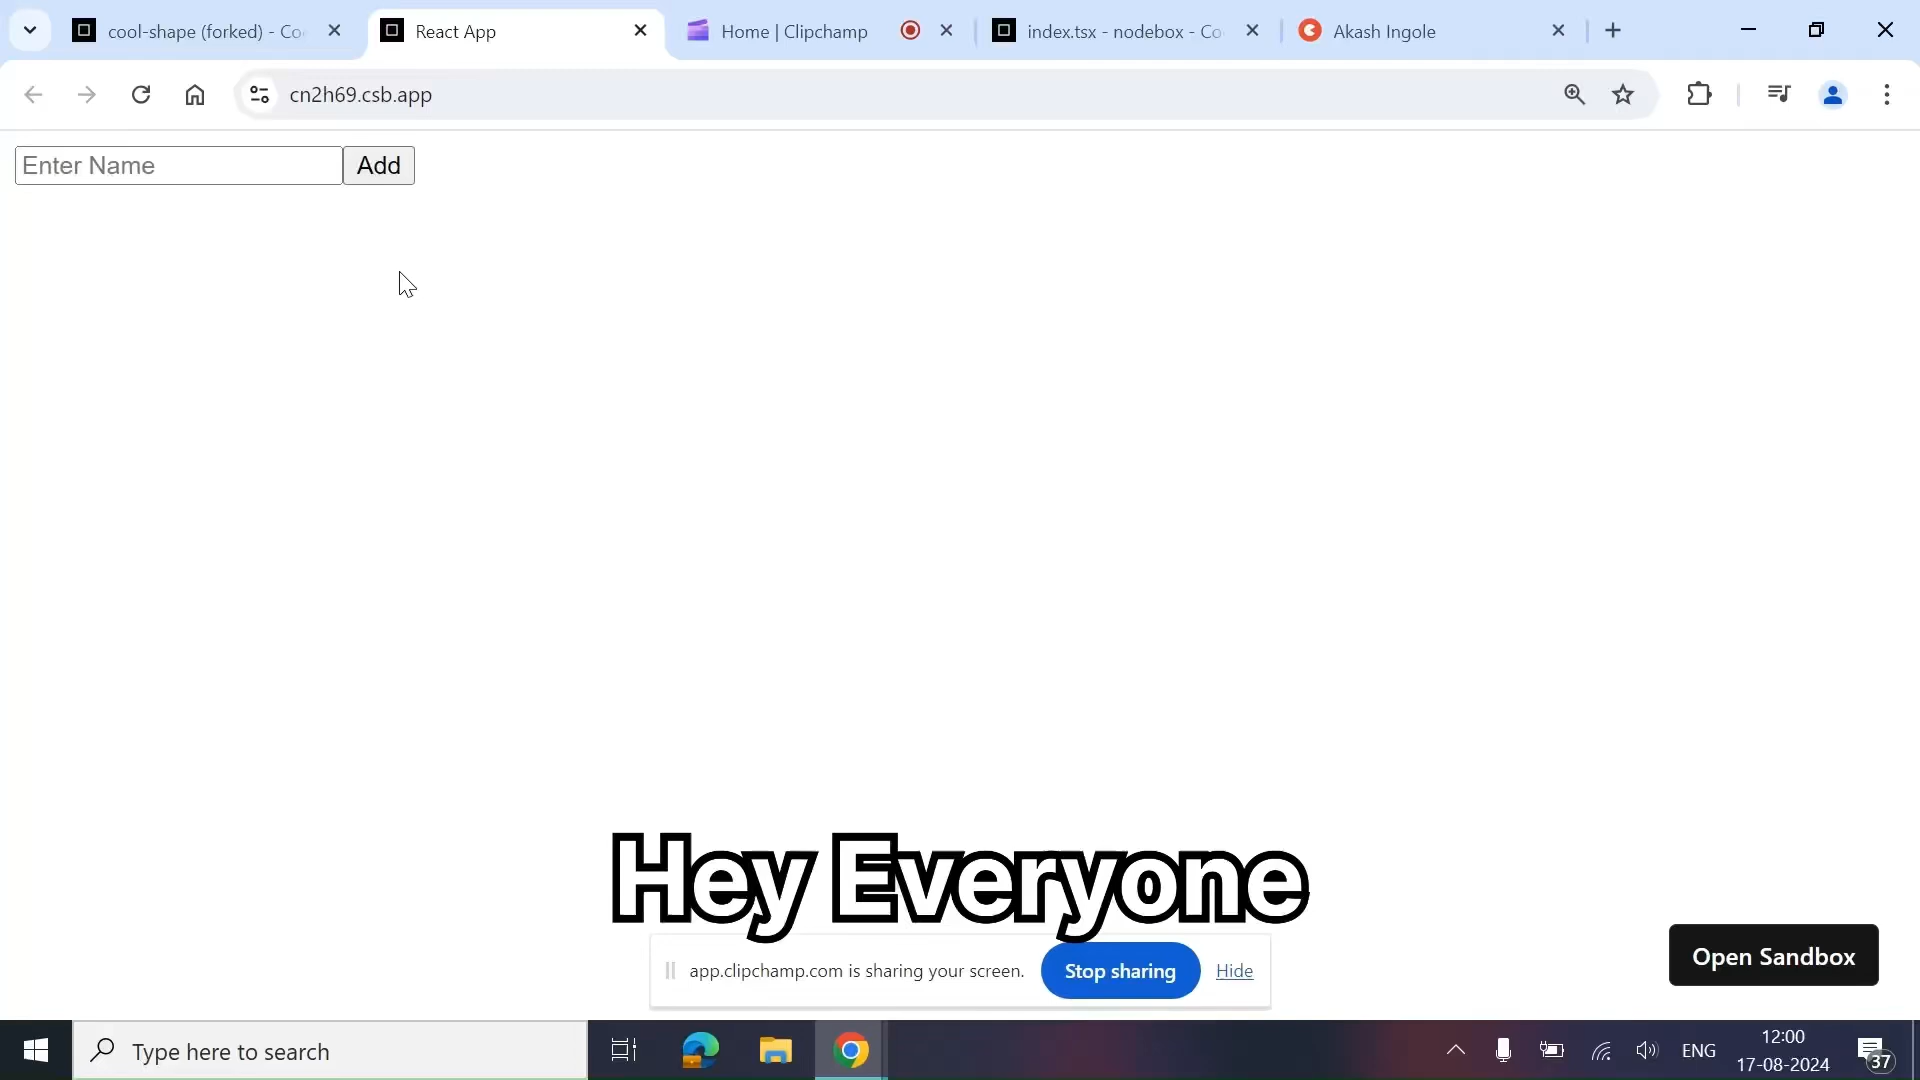 cool-shape (forked) - Co
React App
Home | Clipchamp
index.tsx - nodebox - Co
Akash Ingole
cn2h69.csb.app
Enter Name
Add
Hey Everyone
app.clipchamp.com is sharing your screen.
Stop sharing
Hide
Open Sandbox
Type here to search
ENG
12:00
17-08-2024
37